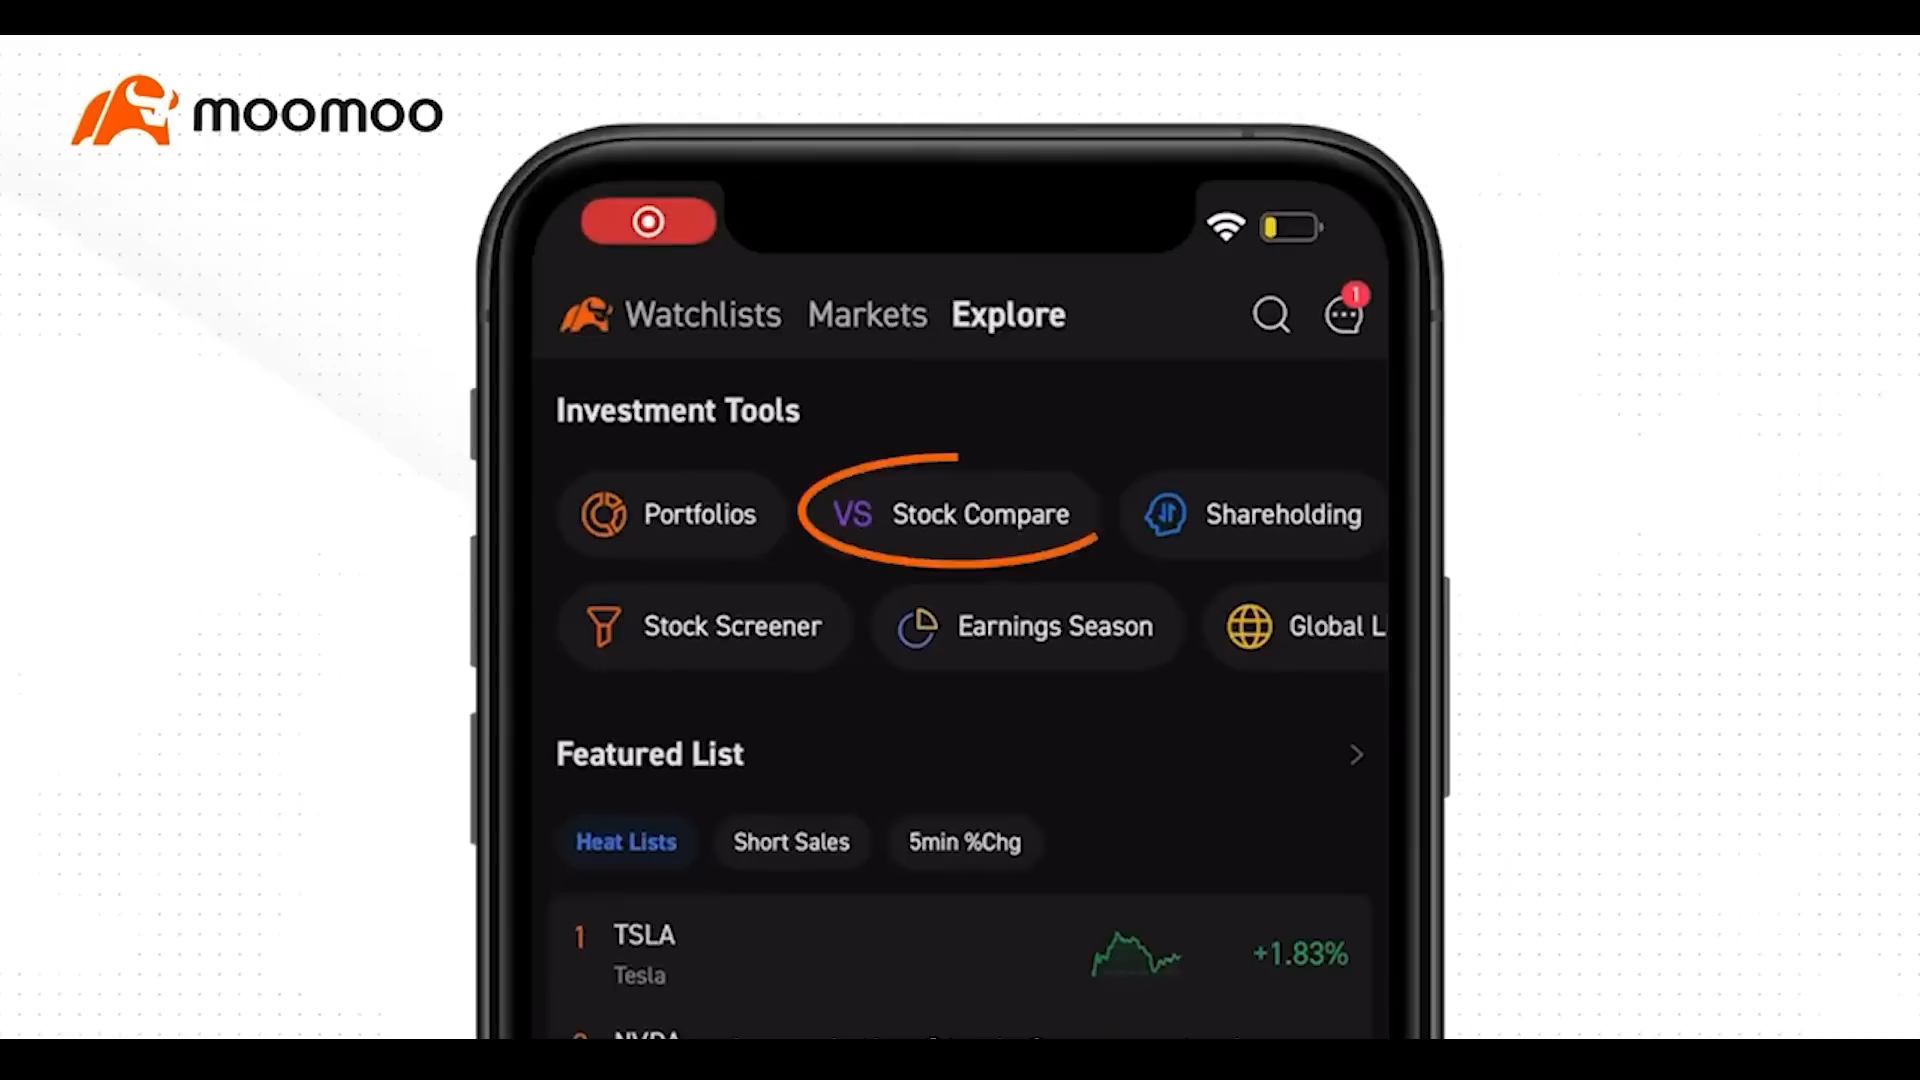 moomoo
Watchlists Markets Explore
1
Investment Tools
Portfolios
VS Stock Compare
Shareholding
Stock Screener
Earnings Season
Global L
Featured List
Heat Lists
Short Sales
5min %Chg
1 TSLA
Tesla
+1.83%